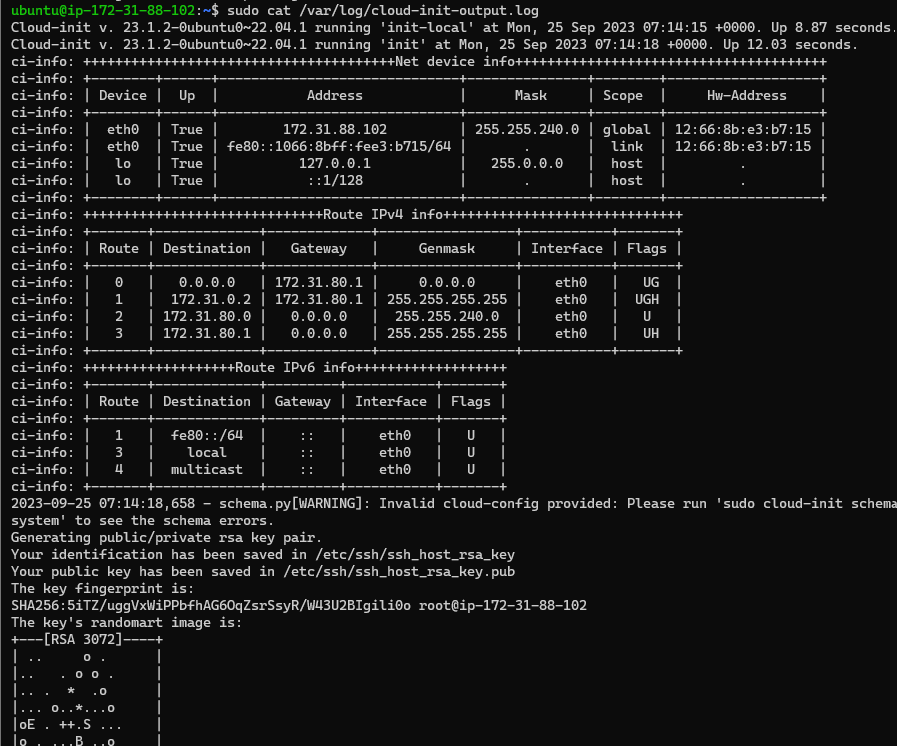 ubuntu@ip-172-31-88-102:~$ sudo cat /var/log/cloud-init-output.log
Cloud-init v. 23.1.2-0ubuntu0~22.04.1 running 'init-local' at Mon, 25 Sep 2023 07:14:15 +0000. Up 8.87 seconds.
Cloud-init v. 23.1.2-0ubuntu0~22.04.1 running 'init' at Mon, 25 Sep 2023 07:14:18 +0000. Up 12.03 seconds.
ci-info: +++++++++++++++++++++++++++++++++++++++Net device info+++++++++++++++++++++++++++++++++++++++
ci-info: +--------+------+-------------------------------+---------------+--------+-------------------+
ci-info: | Device |  Up  |           Address             |      Mask     | Scope  |     Hw-Address    |
ci-info: +--------+------+-------------------------------+---------------+--------+-------------------+
ci-info: |  eth0  | True |        172.31.88.102          | 255.255.240.0 | global | 12:66:8b:e3:b7:15 |
ci-info: |  eth0  | True | fe80::1066:8bff:fee3:b715/64 |       .       |  link  | 12:66:8b:e3:b7:15 |
ci-info: |   lo   | True |          127.0.0.1            |   255.0.0.0   |  host  |         .         |
ci-info: |   lo   | True |           ::1/128             |       .       |  host  |         .         |
ci-info: +--------+------+-------------------------------+---------------+--------+-------------------+
ci-info: ++++++++++++++++++++++++++++++Route IPv4 info++++++++++++++++++++++++++++++
ci-info: +-------+-------------+-------------+-----------------+-----------+-------+
ci-info: | Route | Destination |   Gateway   |     Genmask     | Interface | Flags |
ci-info: +-------+-------------+-------------+-----------------+-----------+-------+
ci-info: |   0   |   0.0.0.0   | 172.31.80.1 |     0.0.0.0     |    eth0   |   UG  |
ci-info: |   1   |  172.31.0.2 | 172.31.80.1 | 255.255.255.255 |    eth0   |  UGH  |
ci-info: |   2   | 172.31.80.0 |   0.0.0.0   |  255.255.240.0  |    eth0   |   U   |
ci-info: |   3   | 172.31.80.1 |   0.0.0.0   | 255.255.255.255 |    eth0   |   UH  |
ci-info: +-------+-------------+-------------+-----------------+-----------+-------+
ci-info: +++++++++++++++++++Route IPv6 info+++++++++++++++++++
ci-info: +-------+-------------+---------+-----------+-------+
ci-info: | Route | Destination | Gateway | Interface | Flags |
ci-info: +-------+-------------+---------+-----------+-------+
ci-info: |   1   |  fe80::/64  |    ::   |    eth0   |   U   |
ci-info: |   3   |    local    |    ::   |    eth0   |   U   |
ci-info: |   4   |  multicast  |    ::   |    eth0   |   U   |
ci-info: +-------+-------------+---------+-----------+-------+
2023-09-25 07:14:18,658 - schema.py[WARNING]: Invalid cloud-config provided: Please run 'sudo cloud-init schema
system' to see the schema errors.
Generating public/private rsa key pair.
Your identification has been saved in /etc/ssh/ssh_host_rsa_key
Your public key has been saved in /etc/ssh/ssh_host_rsa_key.pub
The key fingerprint is:
SHA256:5iTZ/uggVxWiPPbfhAG6OqZsrSsyR/W43U2BIgili0o root@ip-172-31-88-102
The key's randomart image is:
+---[RSA 3072]----+
| ..     o .      |
|..   . o o .     |
|.. .  *  .o      |
|... o..*...o     |
|oE . ++.S ...    |
|o . ...B ..o     |